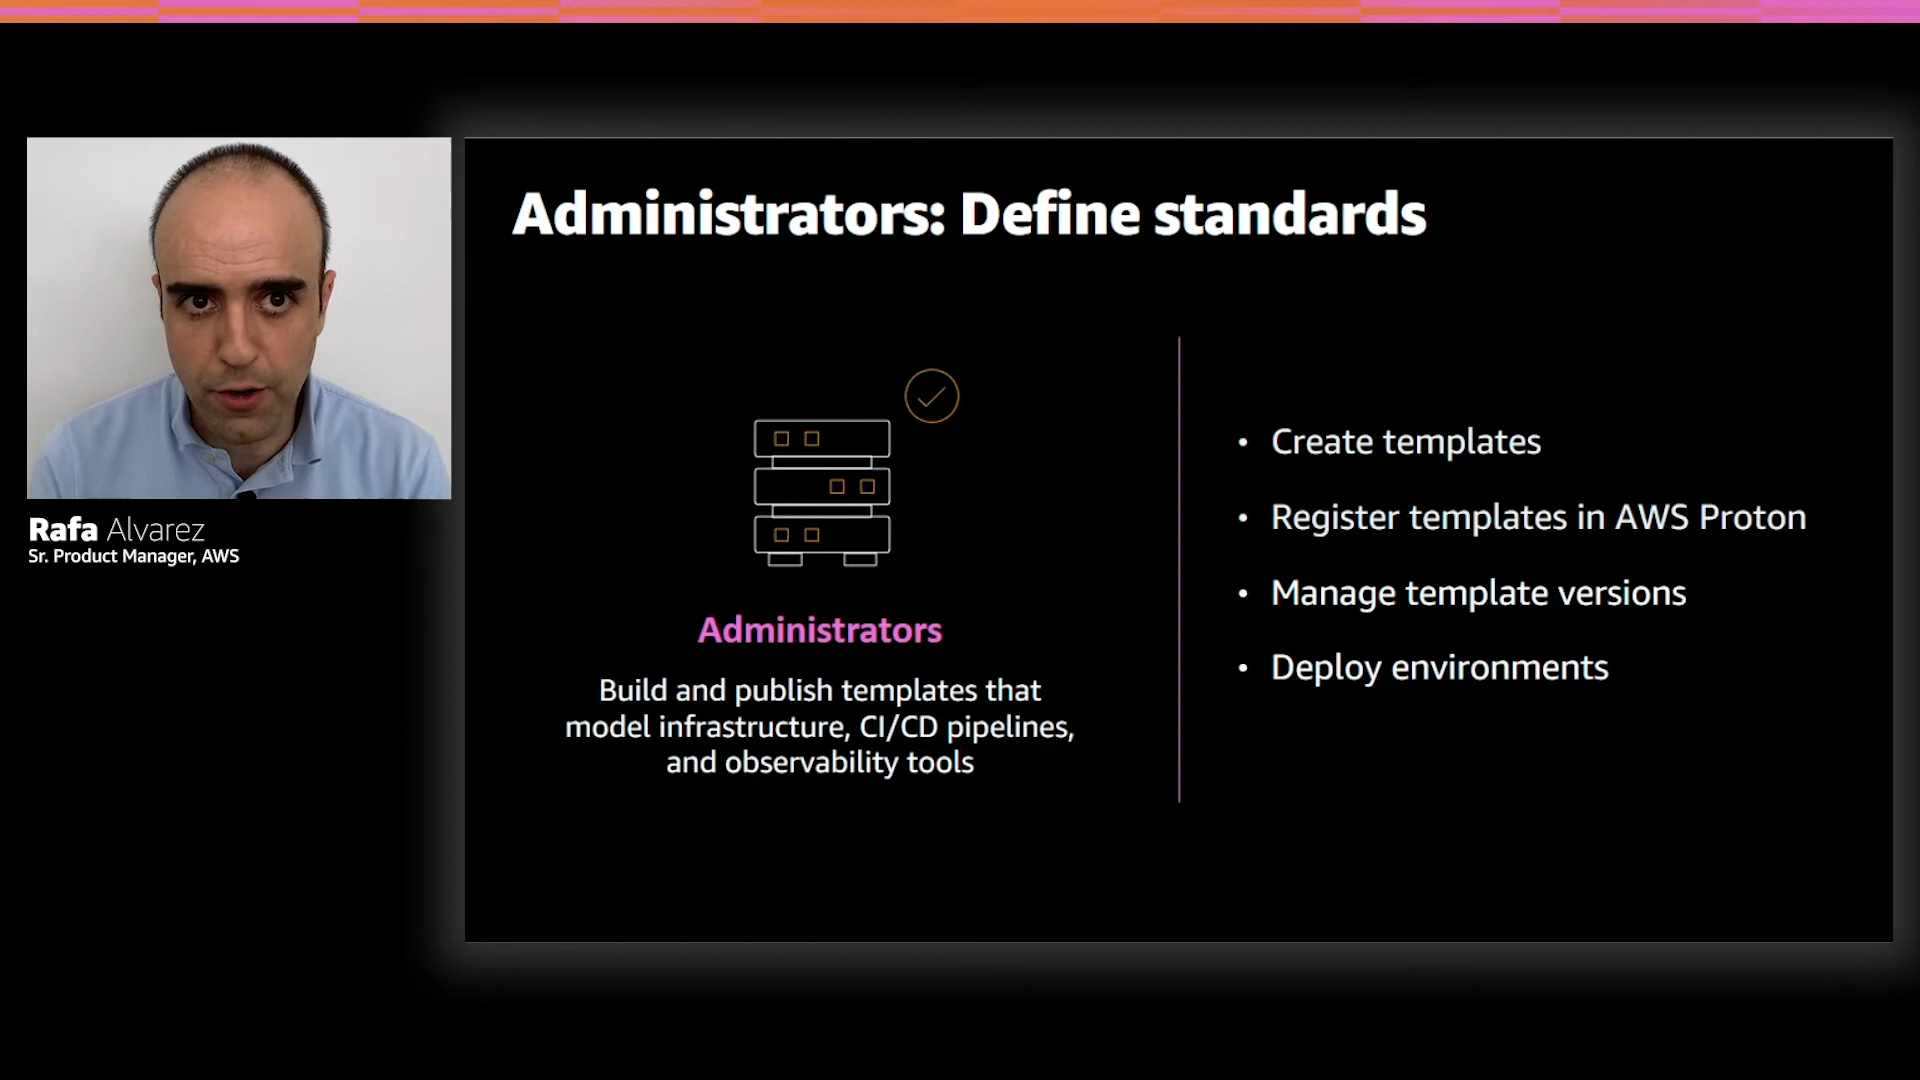 Administrators: Define standards
Rafa Alvarez
Sr. Product Manager, AWS
Administrators
Build and publish templates that
model infrastructure, CI/CD pipelines,
and observability tools
• Create templates
• Register templates in AWS Proton
• Manage template versions
• Deploy environments